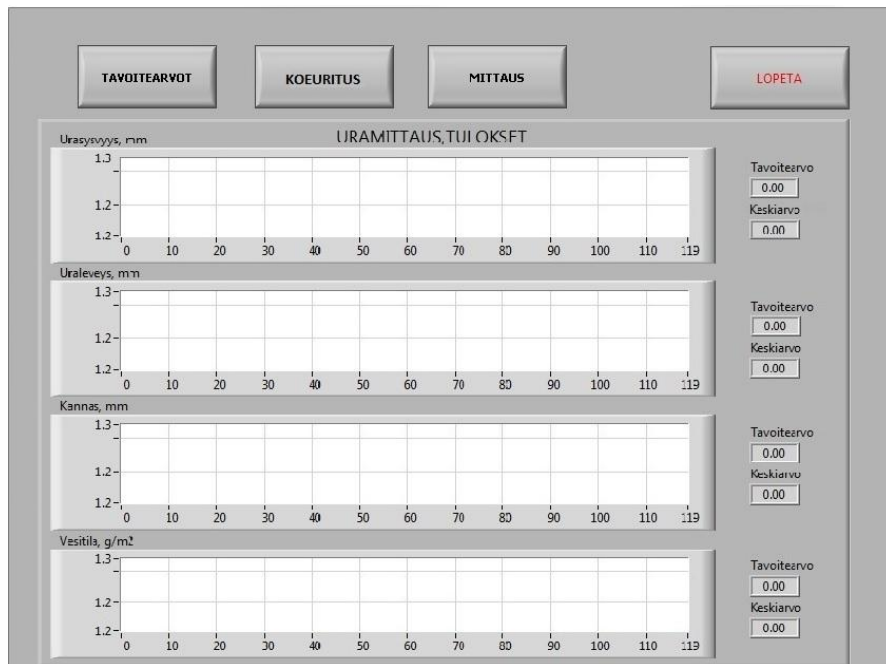 TAVOITEARVOT KOEURITUS MITTAUS LOPETA
URAMITTAUS,TULOKSET
Urasyvyys, mm
1.3
1.2
1.2
0 10 20 30 40 50 60 70 80 90 100 110 119
Tavoitearvo
0.00
Keskiarvo
0.00
Uraleveys, mm
1.3
1.2
1.2
0 10 20 30 40 50 60 70 80 90 100 110 119
Tavoitearvo
0.00
Keskiarvo
0.00
Kannas, mm
1.3
1.2
1.2
0 10 20 30 40 50 60 70 80 90 100 110 119
Tavoitearvo
0.00
Keskiarvo
0.00
Vesitila, g/m2
1.3
1.2
1.2
0 10 20 30 40 50 60 70 80 90 100 110 119
Tavoitearvo
0.00
Keskiarvo
0.00